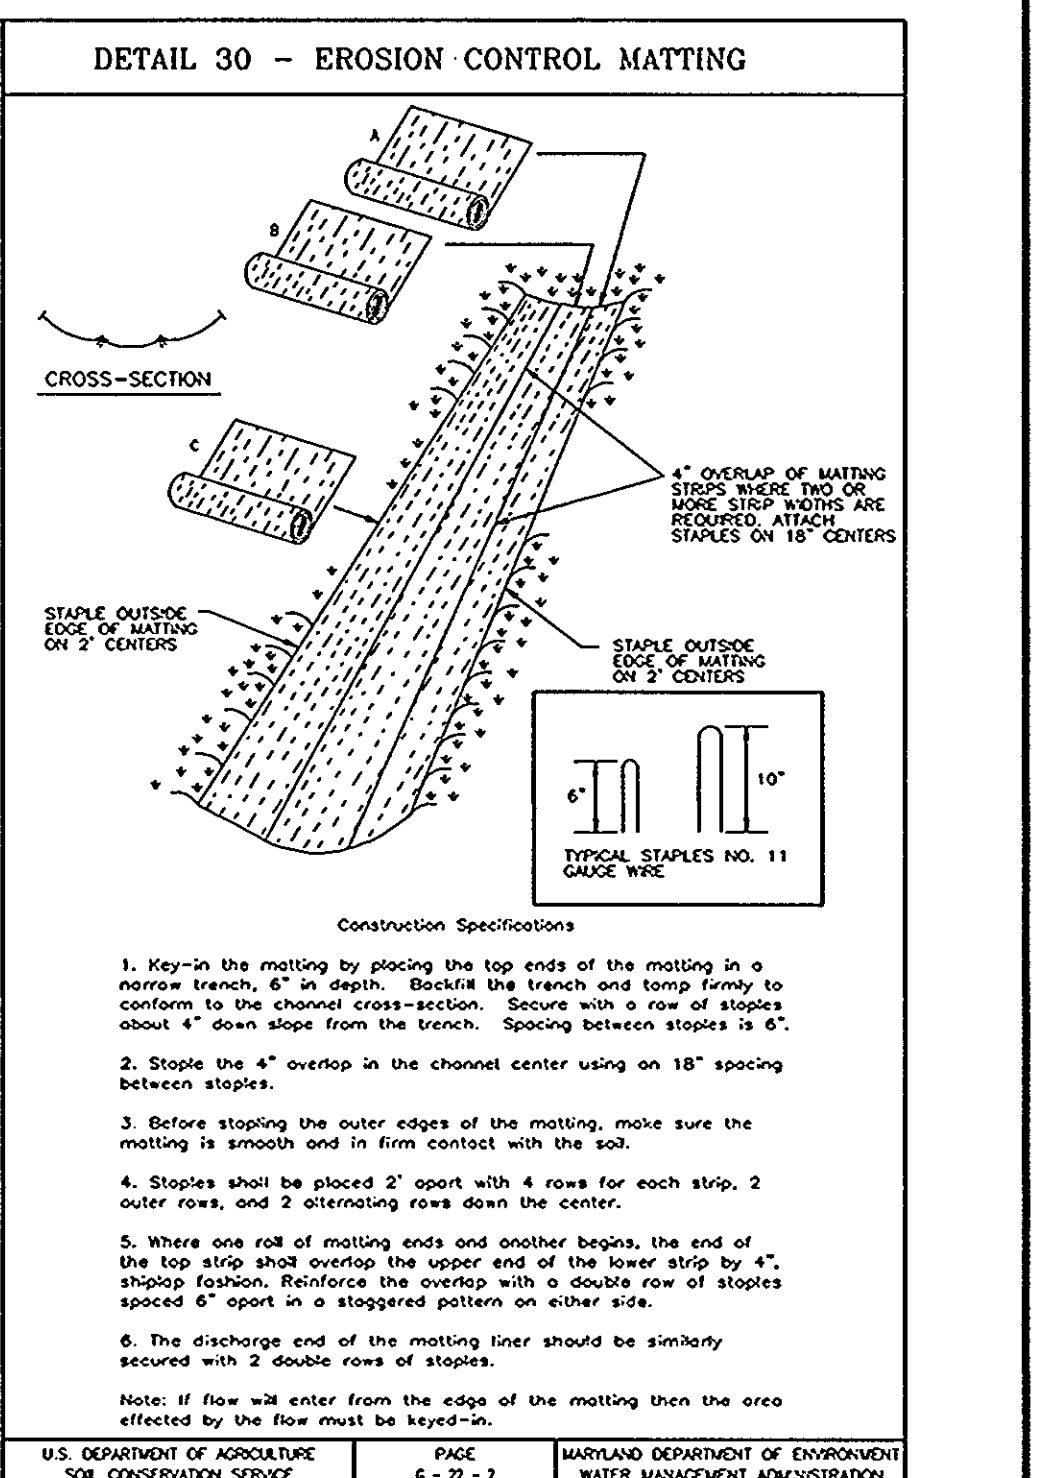 DETAIL 30 - EROSION CONTROL MATTING
A
B
CROSS-SECTION
C
4" OVERLAP OF MATTING
STRIPS WHERE TWO OR
MORE STRIP WIDTHS ARE
REQUIRED. ATTACH
STAPLES ON 18" CENTERS
STAPLE OUTSIDE
EDGE OF MATTING
ON 2' CENTERS
STAPLE OUTSIDE
EDGE OF MATTING
ON 2' CENTERS
6"
10"
TYPICAL STAPLES NO. 11
GAUGE WIRE
Construction Specifications
1. Key-in the matting by placing the top ends of the matting in a
narrow trench, 6" in depth. Backfill the trench and tamp firmly to
conform to the channel cross-section. Secure with a row of staples
about 4" down slope from the trench. Spacing between staples is 6".
2. Staple the 4" overlap in the channel center using an 18" spacing
between staples.
3. Before stapling the outer edges of the matting, make sure the
matting is smooth and in firm contact with the soil.
4. Staples shall be placed 2' apart with 4 rows for each strip, 2
outer rows, and 2 alternating rows down the center.
5. Where one roll of matting ends and another begins, the end of
the top strip shall overlap the upper end of the lower strip by 4",
shiplap fashion. Reinforce the overlap with a double row of staples
spaced 6" apart in a staggered pattern on either side.
6. The discharge end of the matting liner should be similarly
secured with 2 double rows of staples.
Note: If flow will enter from the edge of the matting then the area
effected by the flow must be keyed-in.
U.S. DEPARTMENT OF AGRICULTURE
SOIL CONSERVATION SERVICE
PAGE
G - 22 - 2
MARYLAND DEPARTMENT OF ENVIRONMENT
WATER MANAGEMENT ADMINISTRATION